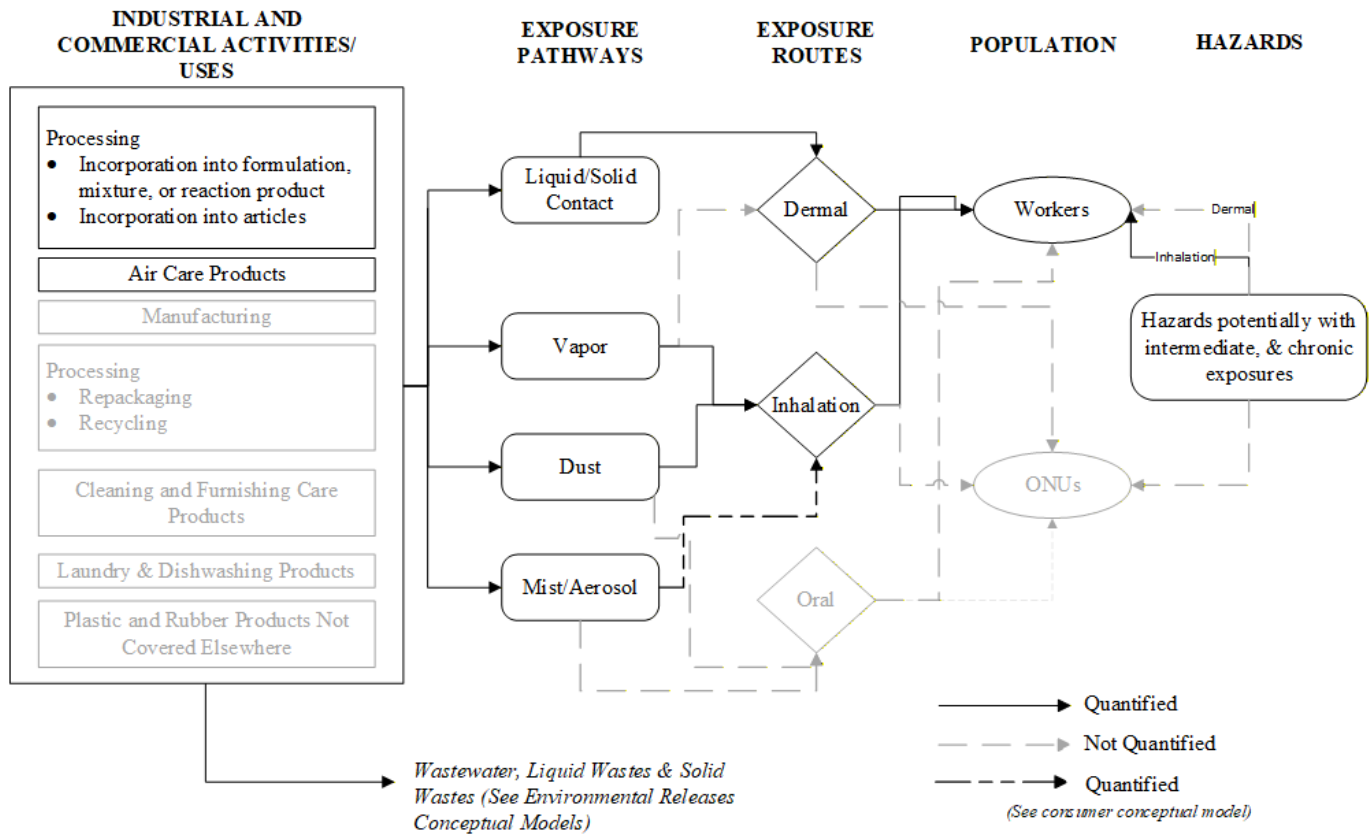 INDUSTRIAL AND
COMMERCIAL ACTIVITIES/
USES
EXPOSURE
PATHWAYS
EXPOSURE
ROUTES
POPULATION
HAZARDS
Processing
● Incorporation into formulation,
mixture, or reaction product
● Incorporation into articles
Air Care Products
Manufacturing
Processing
● Repackaging
● Recycling
Cleaning and Furnishing Care
Products
Laundry & Dishwashing Products
Plastic and Rubber Products Not
Covered Elsewhere
Liquid/Solid
Contact
Vapor
Dust
Mist/Aerosol
Dermal
Inhalation
Oral
Workers
ONUs
Dermal
Inhalation
Hazards potentially with
intermediate, & chronic
exposures
Wastewater, Liquid Wastes & Solid
Wastes (See Environmental Releases
Conceptual Models)
Quantified
Not Quantified
Quantified
(See consumer conceptual model)